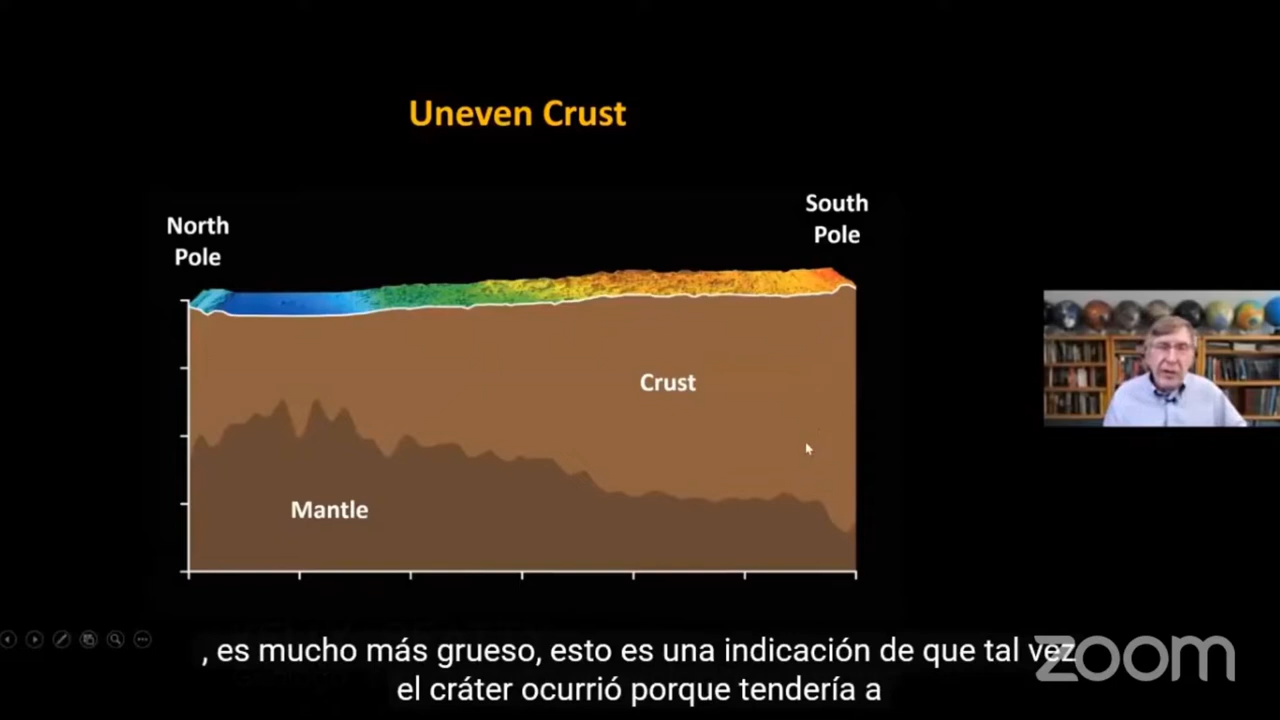 Uneven Crust
North
Pole
South
Pole
Crust
Mantle
, es mucho más grueso, esto es una indicación de que tal vez
el cráter ocurrió porque tendería a
zoom